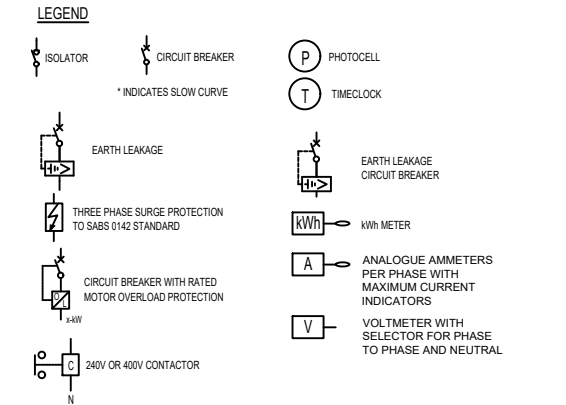 LEGEND
ISOLATOR
CIRCUIT BREAKER
* INDICATES SLOW CURVE
P PHOTOCELL
T TIMECLOCK
EARTH LEAKAGE
EARTH LEAKAGE
CIRCUIT BREAKER
THREE PHASE SURGE PROTECTION
TO SABS 0142 STANDARD
kWh kWh METER
CIRCUIT BREAKER WITH RATED
MOTOR OVERLOAD PROTECTION
O/L
x-kW
A ANALOGUE AMMETERS
PER PHASE WITH
MAXIMUM CURRENT
INDICATORS
V VOLTMETER WITH
SELECTOR FOR PHASE
TO PHASE AND NEUTRAL
C 240V OR 400V CONTACTOR
N